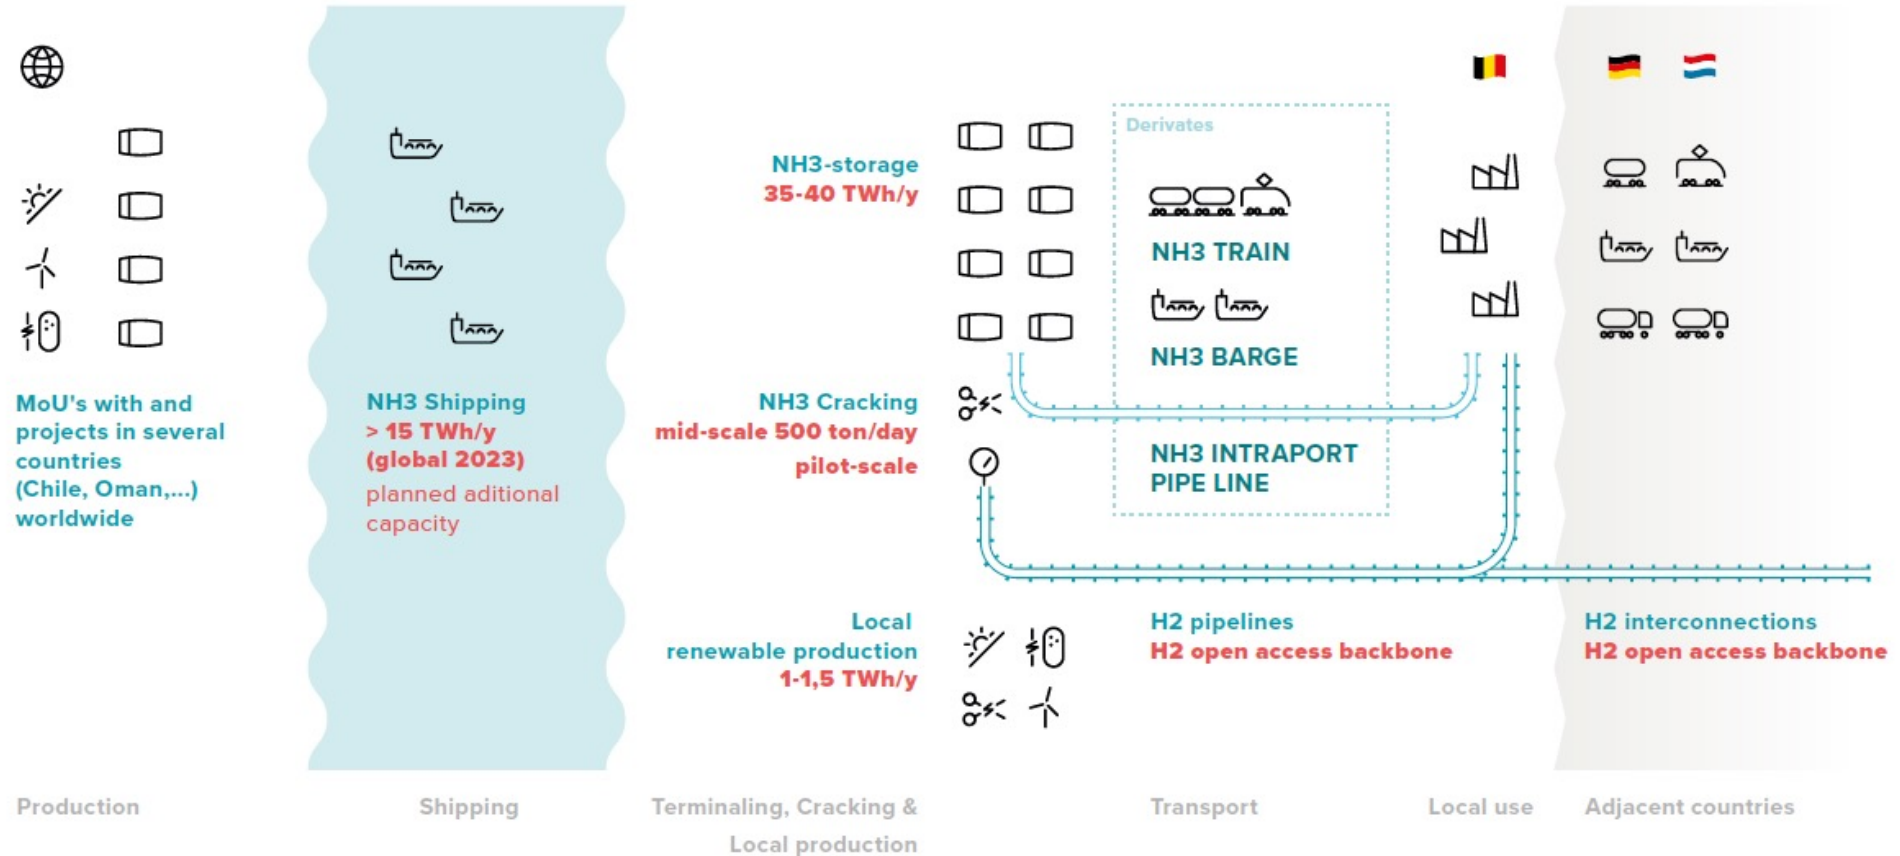 MoU's with and
projects in several
countries
(Chile, Oman,...)
worldwide
NH3 Shipping
> 15 TWh/y
(global 2023)
planned aditional
capacity
NH3-storage
35-40 TWh/y
NH3 Cracking
mid-scale 500 ton/day
pilot-scale
Local
renewable production
1-1,5 TWh/y
Derivates
NH3 TRAIN
NH3 BARGE
NH3 INTRAPORT
PIPE LINE
H2 pipelines
H2 open access backbone
H2 interconnections
H2 open access backbone
Production
Shipping
Terminaling, Cracking &
Local production
Transport
Local use
Adjacent countries